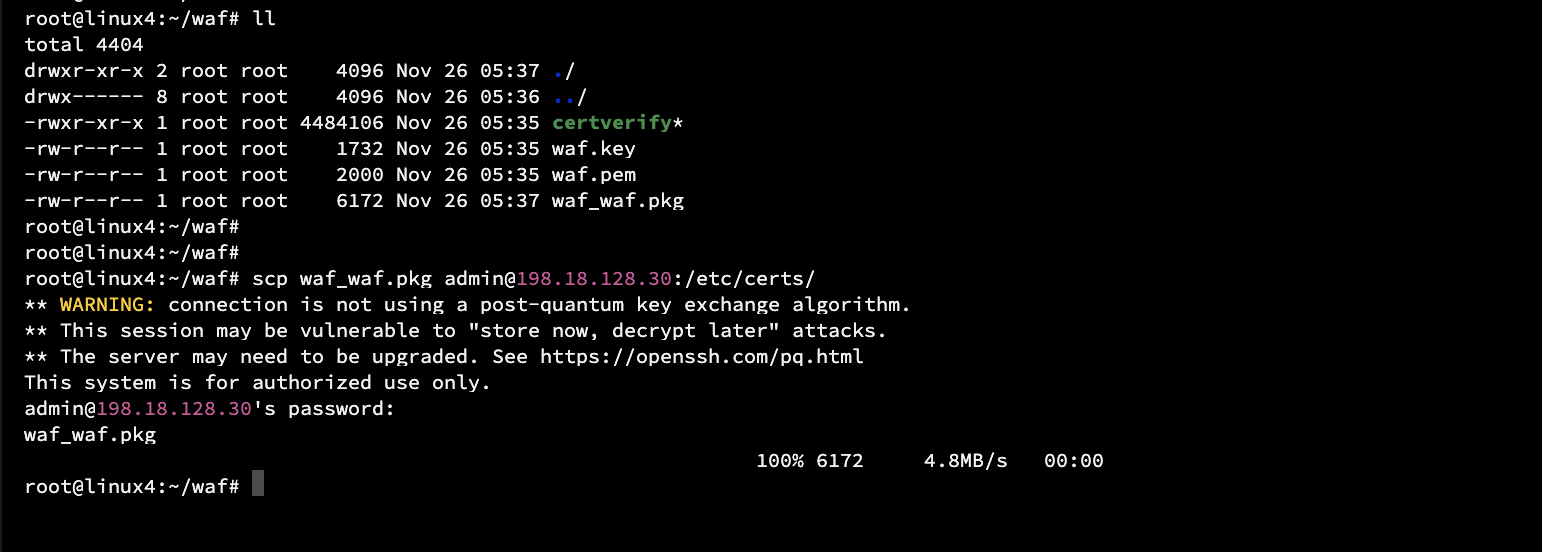 root@linux4:~/waf# ll
total 4404
drwxr-xr-x 2 root root    4096 Nov 26 05:37 ./
drwx------ 8 root root    4096 Nov 26 05:36 ../
-rwxr-xr-x 1 root root 4484106 Nov 26 05:35 certverify*
-rw-r--r-- 1 root root    1732 Nov 26 05:35 waf.key
-rw-r--r-- 1 root root    2000 Nov 26 05:35 waf.pem
-rw-r--r-- 1 root root    6172 Nov 26 05:37 waf_waf.pkg
root@linux4:~/waf#
root@linux4:~/waf#
root@linux4:~/waf# scp waf_waf.pkg admin@198.18.128.30:/etc/certs/
** WARNING: connection is not using a post-quantum key exchange algorithm.
** This session may be vulnerable to "store now, decrypt later" attacks.
** The server may need to be upgraded. See https://openssh.com/pq.html
This system is for authorized use only.
admin@198.18.128.30's password:
waf_waf.pkg
100% 6172     4.8MB/s   00:00
root@linux4:~/waf#